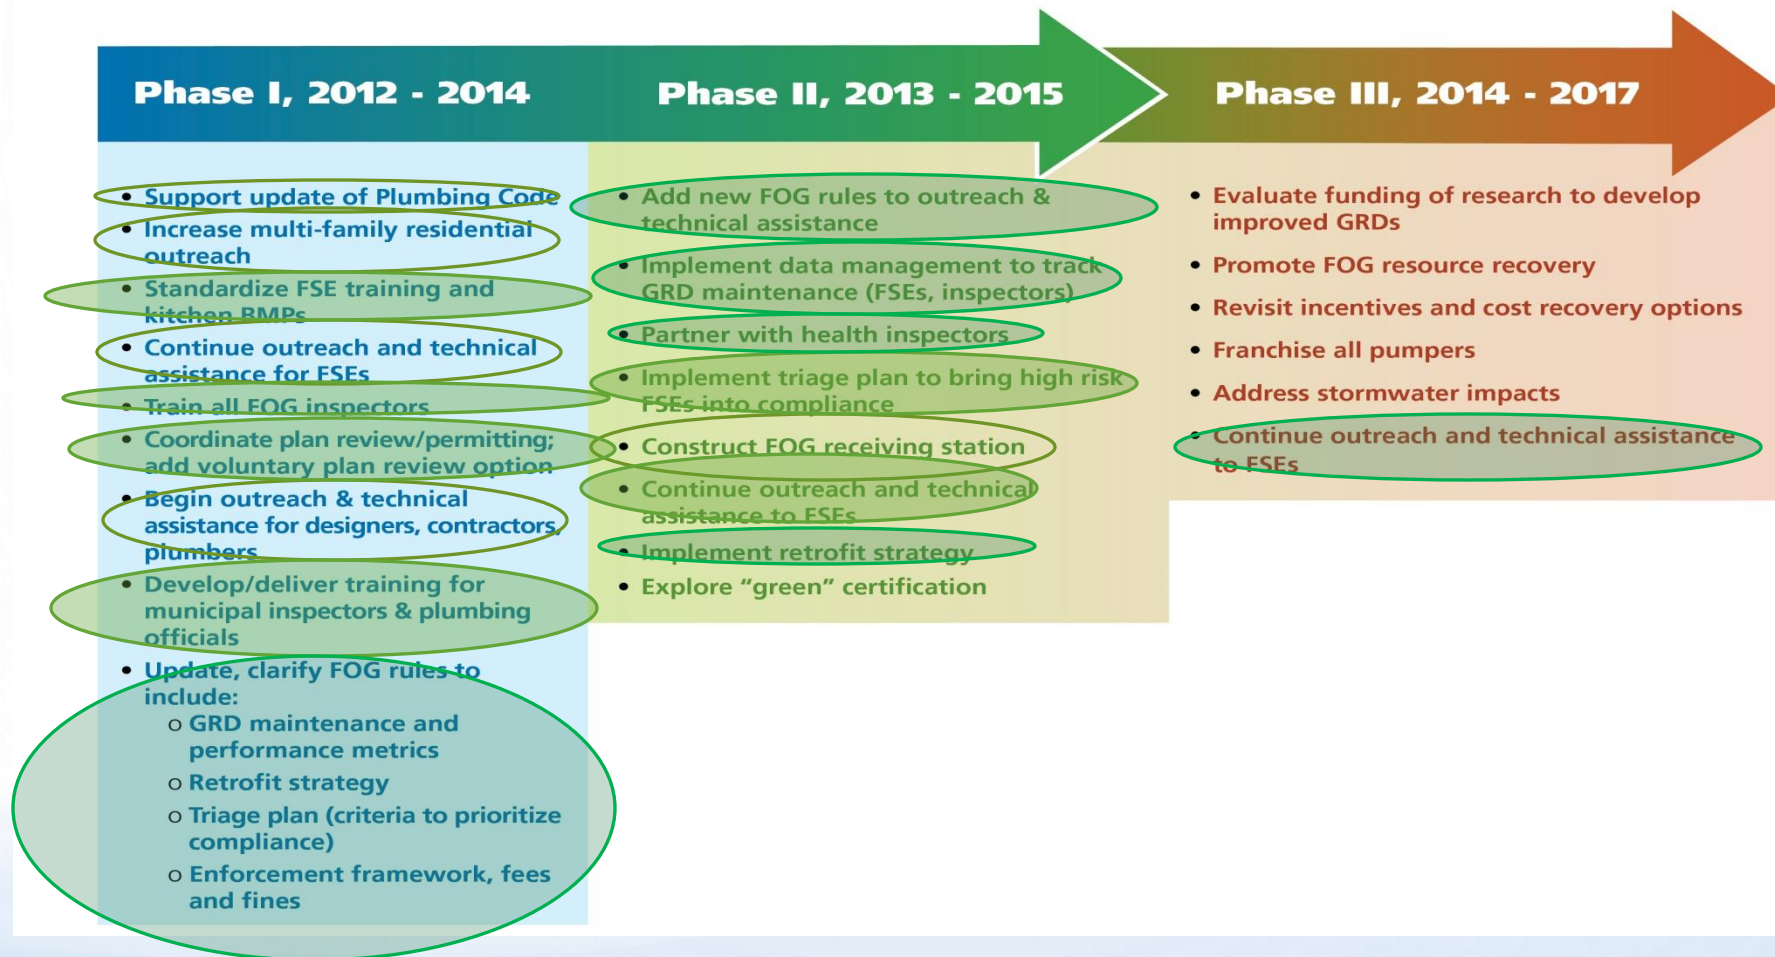 Phase I, 2012 - 2014
• Support update of Plumbing Code
• Increase multi-family residential
outreach
• Standardize FSE training and
kitchen BMPs
• Continue outreach and technical
assistance for FSEs
• Train all FOG inspectors
• Coordinate plan review/permitting;
add voluntary plan review option
• Begin outreach & technical
assistance for designers, contractors,
plumbers
• Develop/deliver training for
municipal inspectors & plumbing
officials
• Update, clarify FOG rules to
include:
o GRD maintenance and
performance metrics
o Retrofit strategy
o Triage plan (criteria to prioritize
compliance)
o Enforcement framework, fees
and fines
Phase II, 2013 - 2015
• Add new FOG rules to outreach &
technical assistance
• Implement data management to track
GRD maintenance (FSEs, inspectors)
• Partner with health inspectors
• Implement triage plan to bring high risk
FSEs into compliance
• Construct FOG receiving station
• Continue outreach and technical
assistance to FSEs
• Implement retrofit strategy
• Explore “green” certification
Phase III, 2014 - 2017
• Evaluate funding of research to develop
improved GRDs
• Promote FOG resource recovery
• Revisit incentives and cost recovery options
• Franchise all pumpers
• Address stormwater impacts
• Continue outreach and technical assistance
to FSEs